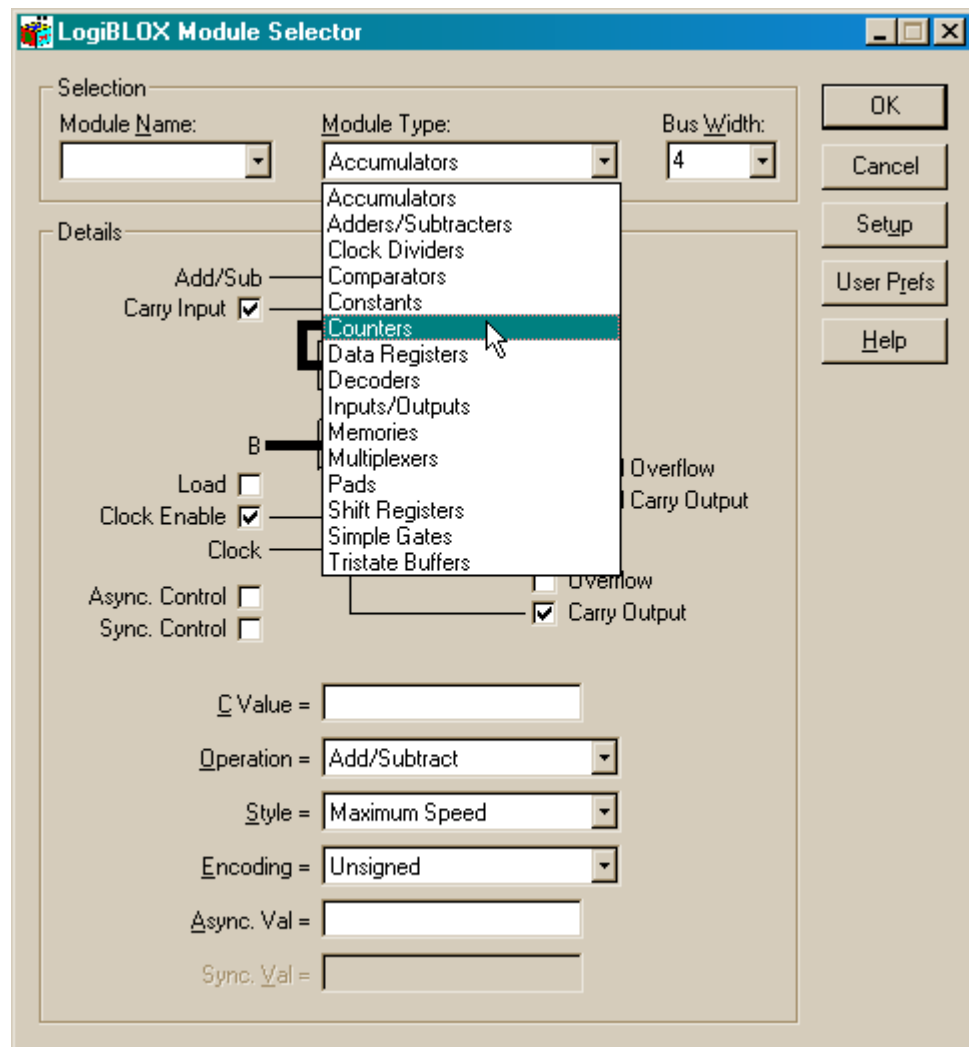 LogiBLOX Module Selector
Selection
Module Name:
Module Type:
Bus Width:
Accumulators
4
OK
Cancel
Setup
User Prefs
Help
Accumulators
Adders/Subtracters
Clock Dividers
Comparators
Constants
Counters
Data Registers
Decoders
Inputs/Outputs
Memories
Multiplexers
Pads
Shift Registers
Simple Gates
Tristate Buffers
Details
Add/Sub
Carry Input
B
Load
Clock Enable
Clock
Async. Control
Sync. Control
Overflow
Carry Output
Overflow
Carry Output
C Value =
Operation = Add/Subtract
Style = Maximum Speed
Encoding = Unsigned
Async. Val =
Sync. Val =